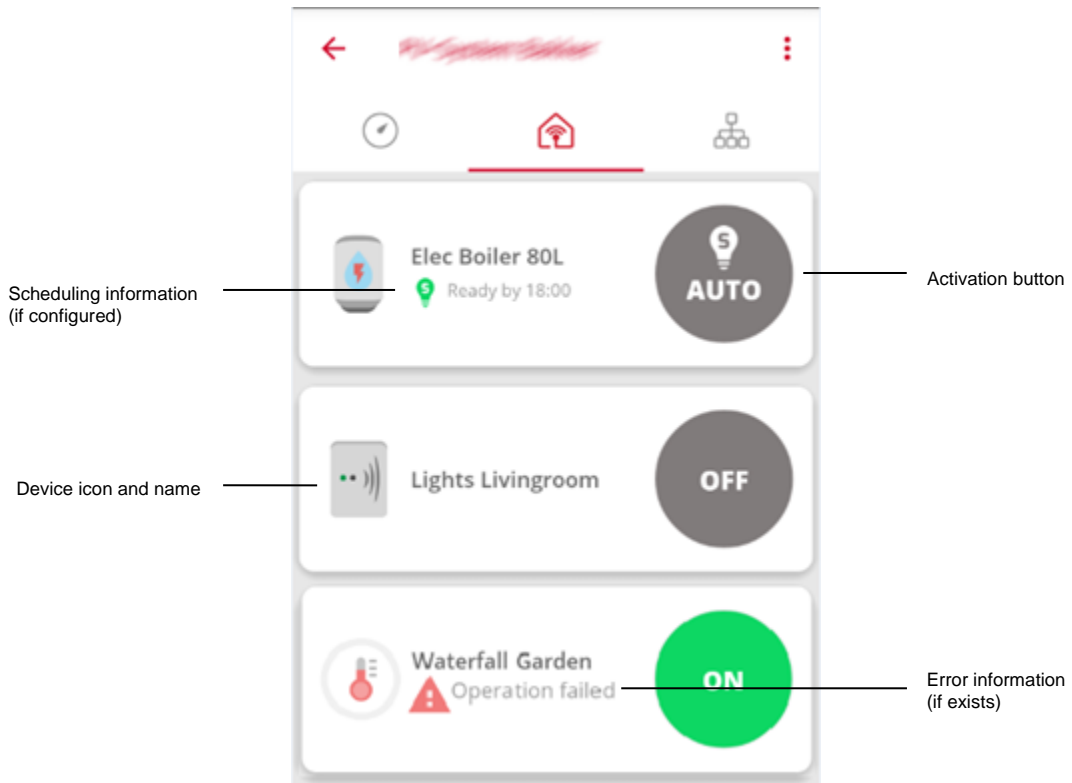 Elec Boiler 80L
S Ready by 18:00
S
AUTO
Scheduling information
(if configured)
Activation button
Device icon and name
Lights Livingroom
OFF
Waterfall Garden
Operation failed
ON
Error information
(if exists)